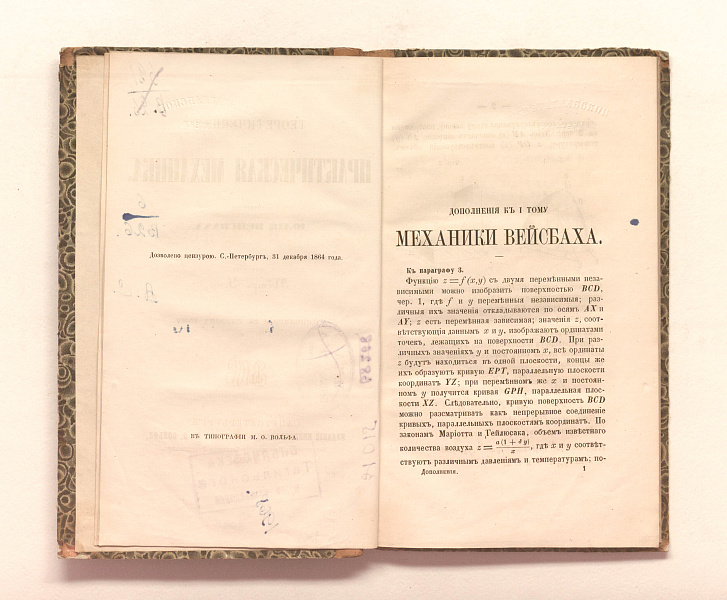 Дозволено цензурою. С.-Петербургъ, 31 декабря 1864 года.
ВЪ ТИПОГРАФІИ М. О. ВОЛЬФА.
ДОПОЛНЕНІЯ КЪ I ТОМУ
МЕХАНИКИ ВЕЙСБАХА.
Къ параграфу 3.
Функцію z = f (x,y) съ двумя перемѣнными неза-
висимыми можно изобразить поверхностью BCD,
чер. 1, гдѣ f и y перемѣнныя независимыя; раз-
личныя ихъ значенія откладываются по осямъ AX и
AY; z есть перемѣнная зависимая; значенія z, соот-
вѣтствующія даннымъ x и y, изображаютъ ординатами
точекъ, лежащихъ на поверхности BCD. При раз-
личныхъ значеніяхъ y и постоянномъ x, всѣ ординаты
z будутъ находиться въ одной плоскости, концы же
ихъ образуютъ кривую EPT, параллельную плоскости
координатъ YZ; при перемѣнномъ же x и постоян-
номъ y получится кривая GPH, параллельная плос-
кости XZ. Слѣдовательно, кривую поверхность BCD
можно разсматривать какъ непрерывное соединеніе
кривыхъ, параллельныхъ плоскостямъ координатъ. По
законамъ Маріотта и Гейлюсака, объемъ извѣстнаго
количества воздуха z = a(1 + δy)/x, гдѣ x и y соотвѣт-
ствуютъ различнымъ давленіямъ и температурамъ; по-
Дополненія. 1